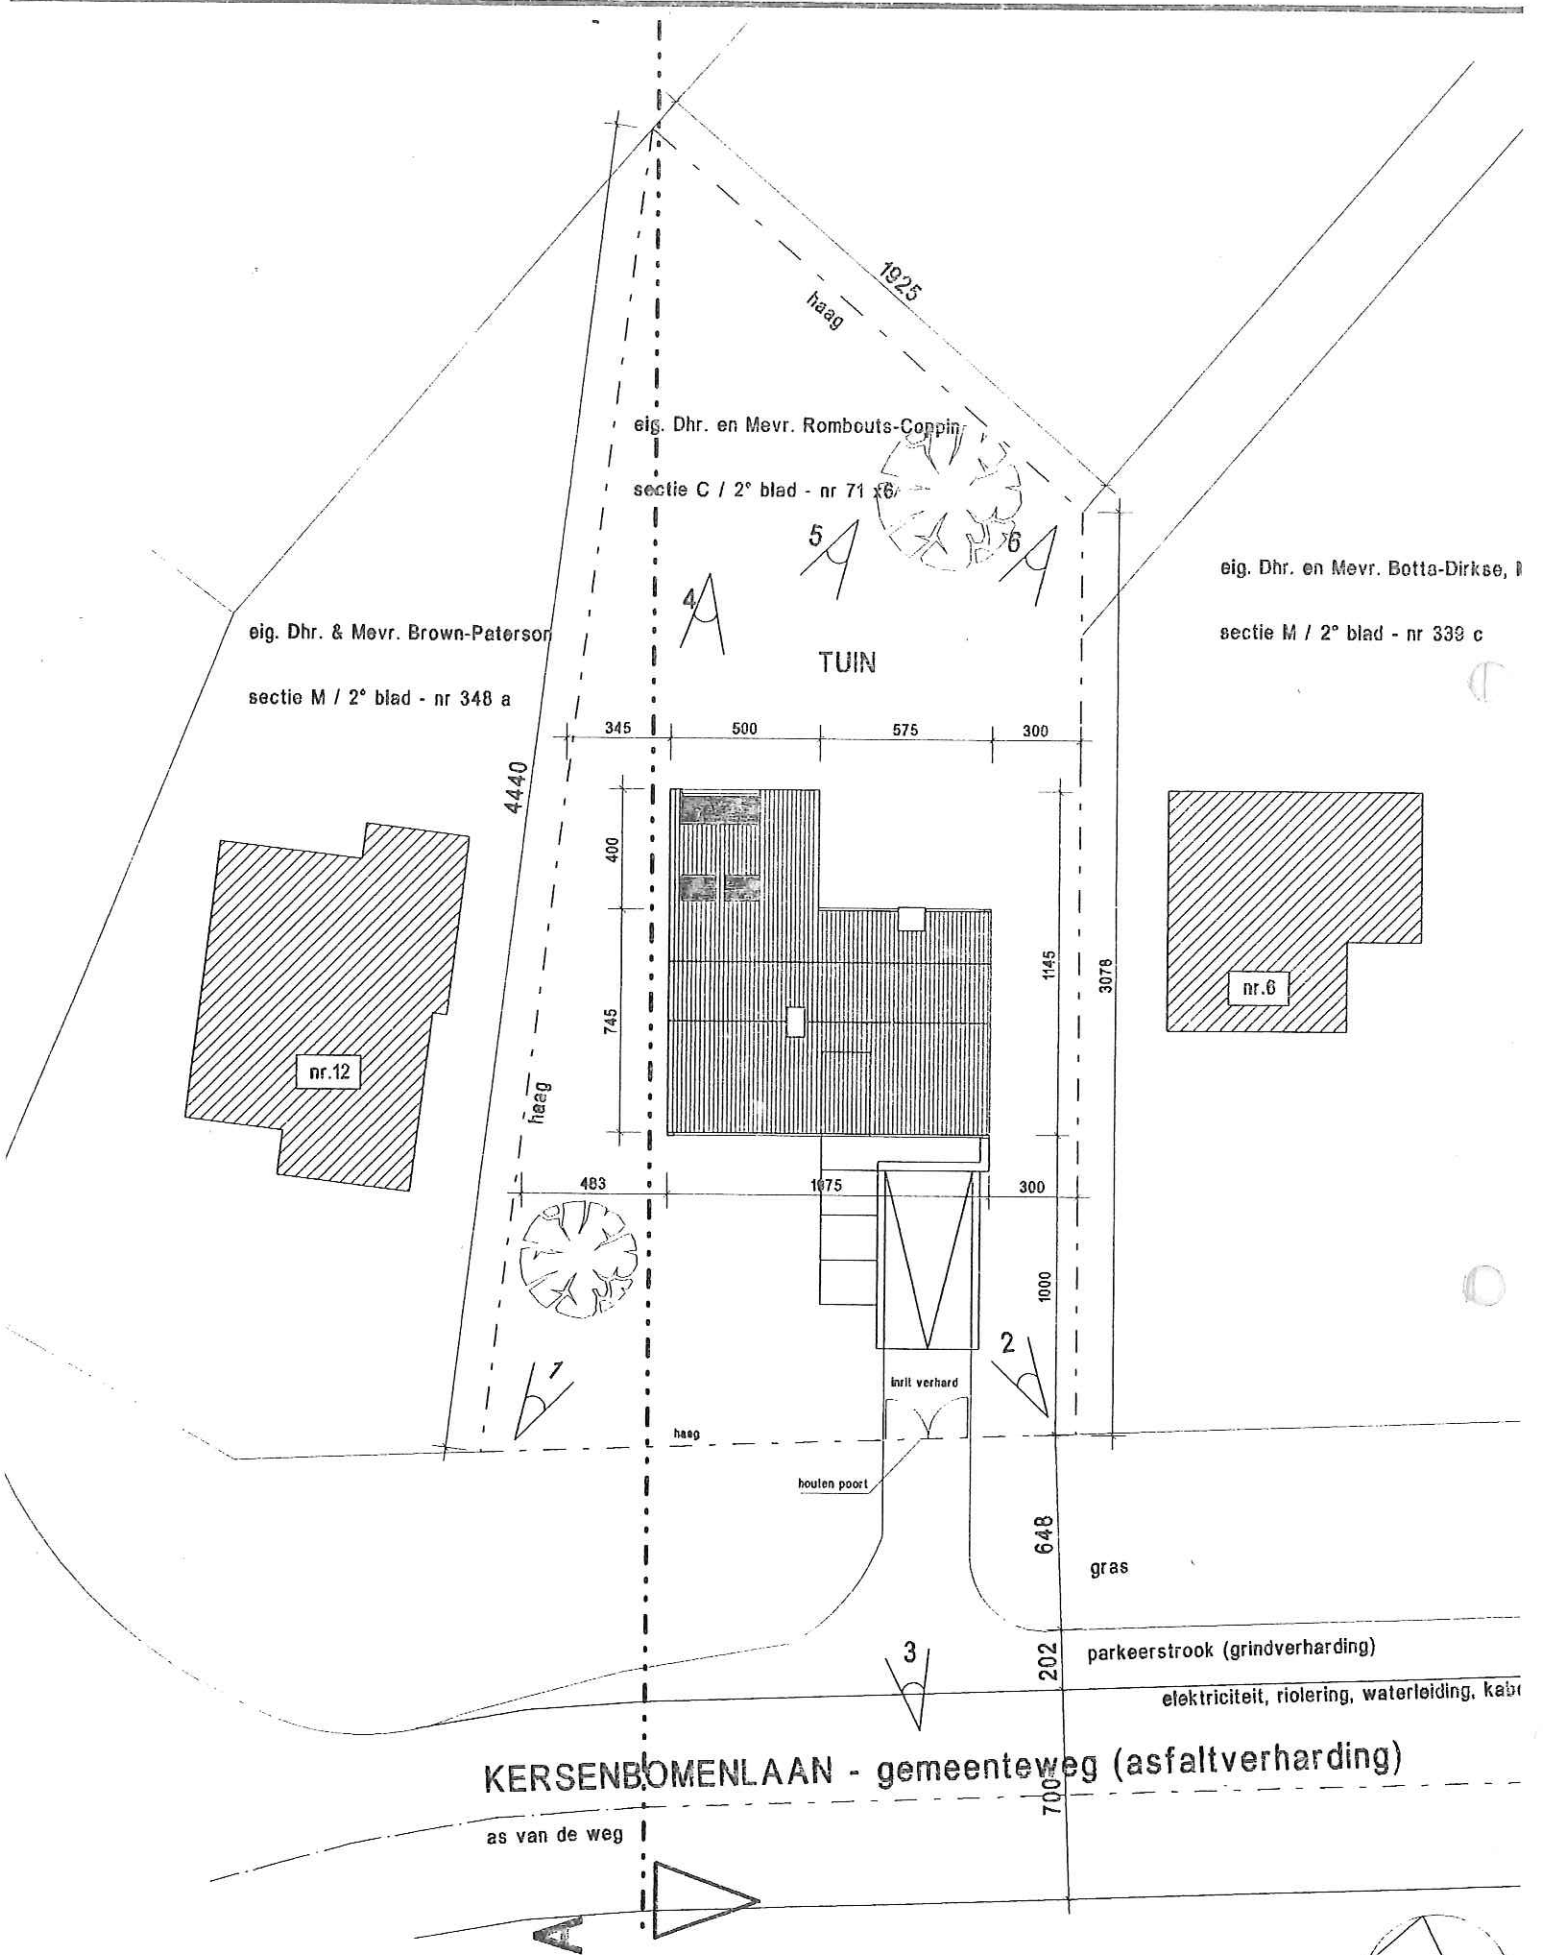 1925
haag
eig. Dhr. en Mevr. Rombouts-Coppin
sectie C / 2° blad - nr 71 x6
5
6
4
eig. Dhr. en Mevr. Botta-Dirkse,
sectie M / 2° blad - nr 339 c
eig. Dhr. & Mevr. Brown-Paterson
sectie M / 2° blad - nr 348 a
TUIN
345
500
575
300
4440
400
745
1145
3078
nr.6
nr.12
haag
483
1075
300
1000
1
2
inrit verhard
haag
houten poort
648
gras
3
202
parkeerstrook (grindverharding)
elektriciteit, riolering, waterleiding,
KERSENBOMENLAAN - gemeenteweg (asfaltverharding)
700
as van de weg
A